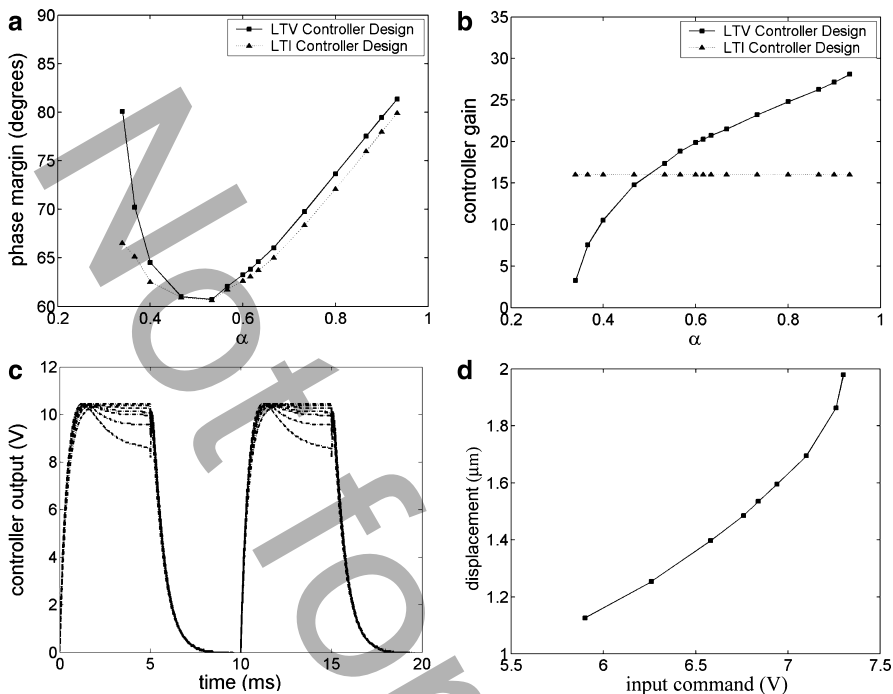 a
LTV Controller Design
LTI Controller Design
90
85
80
75
70
65
60
0.2
0.4
0.6
0.8
1
phase margin (degrees)
α
b
LTV Controller Design
LTI Controller Design
35
30
25
20
15
10
5
0
0.2
0.4
0.6
0.8
1
controller gain
α
c
12
10
8
6
4
2
0
0
5
10
15
20
controller output (V)
time (ms)
d
2
1.8
1.6
1.4
1.2
1
5.5
6
6.5
7
7.5
displacement (μm)
input command (V)
Not for